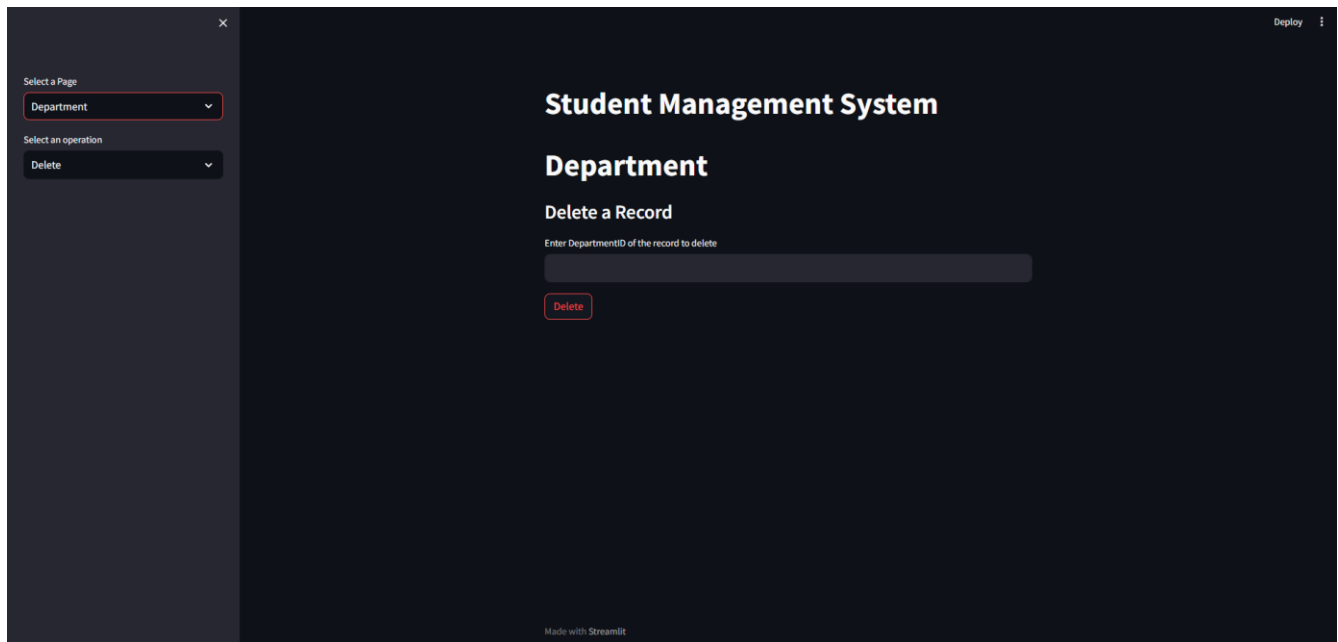 Deploy
Select a Page
Department
Select an operation
Delete
Student Management System
Department
Delete a Record
Enter DepartmentID of the record to delete
Delete
Made with Streamlit